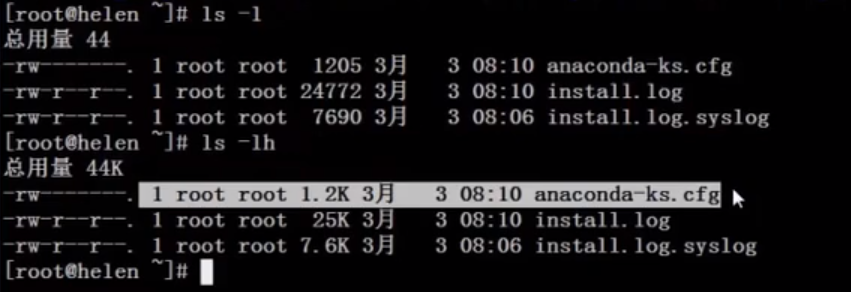 [root@helen ~]# ls -l
总用量 44
-rw-------. 1 root root  1205 3月   3 08:10 anaconda-ks.cfg
-rw-r--r--. 1 root root 24772 3月   3 08:10 install.log
-rw-r--r--. 1 root root  7690 3月   3 08:06 install.log.syslog
[root@helen ~]# ls -lh
总用量 44K
-rw-------. 1 root root 1.2K 3月   3 08:10 anaconda-ks.cfg
-rw-r--r--. 1 root root  25K 3月   3 08:10 install.log
-rw-r--r--. 1 root root 7.6K 3月   3 08:06 install.log.syslog
[root@helen ~]#